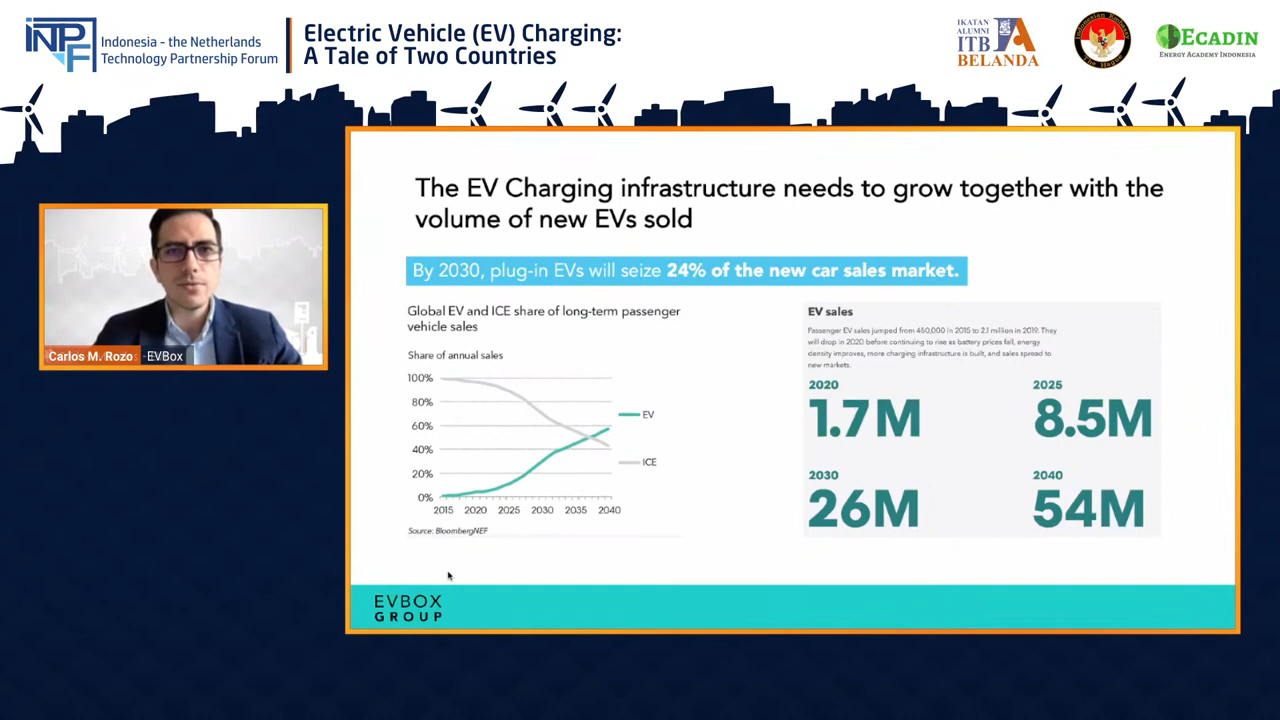 INPF
Indonesia - the Netherlands
Technology Partnership Forum
Electric Vehicle (EV) Charging:
A Tale of Two Countries
IKATAN
ALUMNI
ITB
BELANDA
Indonesian Embassy
The Hague
ECADIN
ENERGY ACADEMY INDONESIA
Carlos M. Rozo - EVBox
The EV Charging infrastructure needs to grow together with the
volume of new EVs sold
By 2030, plug-in EVs will seize 24% of the new car sales market.
Global EV and ICE share of long-term passenger
vehicle sales
Share of annual sales
100%
80%
60%
40%
20%
0%
2015 2020 2025 2030 2035 2040
EV
ICE
Source: BloombergNEF
EV sales
Passenger EV sales jumped from 450,000 in 2015 to 2.1 million in 2019. They
will drop in 2020 before continuing to rise as battery prices fall, energy
density improves, more charging infrastructure is built, and sales spread to
new markets.
2020
1.7M
2025
8.5M
2030
26M
2040
54M
EVBOX
GROUP